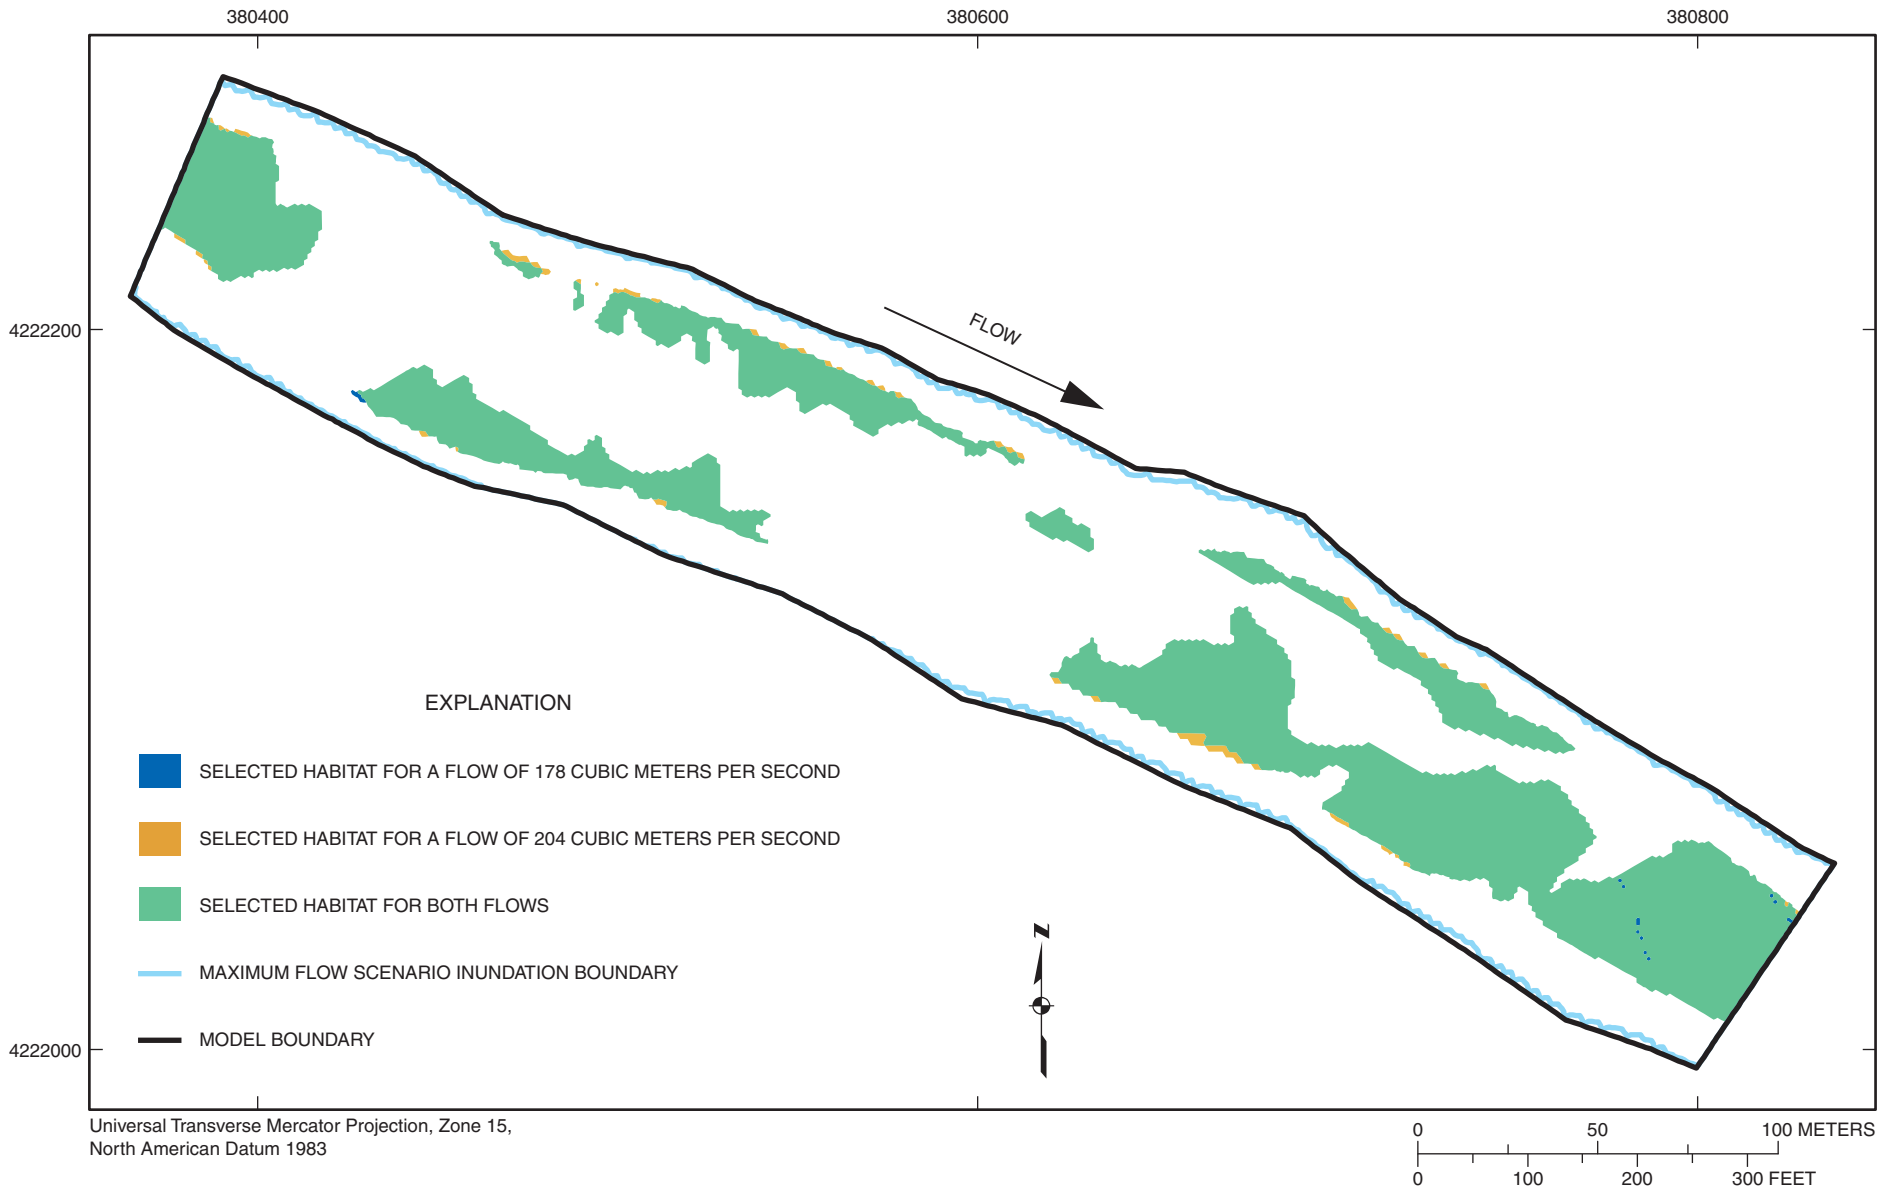 380400
380600
380800
4222200
FLOW
EXPLANATION
SELECTED HABITAT FOR A FLOW OF 178 CUBIC METERS PER SECOND
SELECTED HABITAT FOR A FLOW OF 204 CUBIC METERS PER SECOND
SELECTED HABITAT FOR BOTH FLOWS
N
MAXIMUM FLOW SCENARIO INUNDATION BOUNDARY
MODEL BOUNDARY
4222000
Universal Transverse Mercator Projection, Zone 15,
North American Datum 1983
0 50 100 METERS
0 100 200 300 FEET